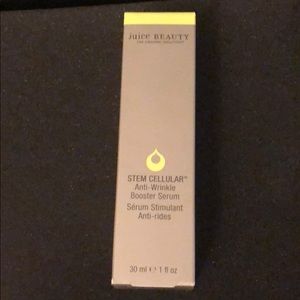 juice BEAUTY
THE ORGANIC SOLUTION®
STEM CELLULAR™
Anti-Wrinkle
Booster Serum
Sérum Stimulant
Anti-rides
30 ml ℮ 1 fl oz